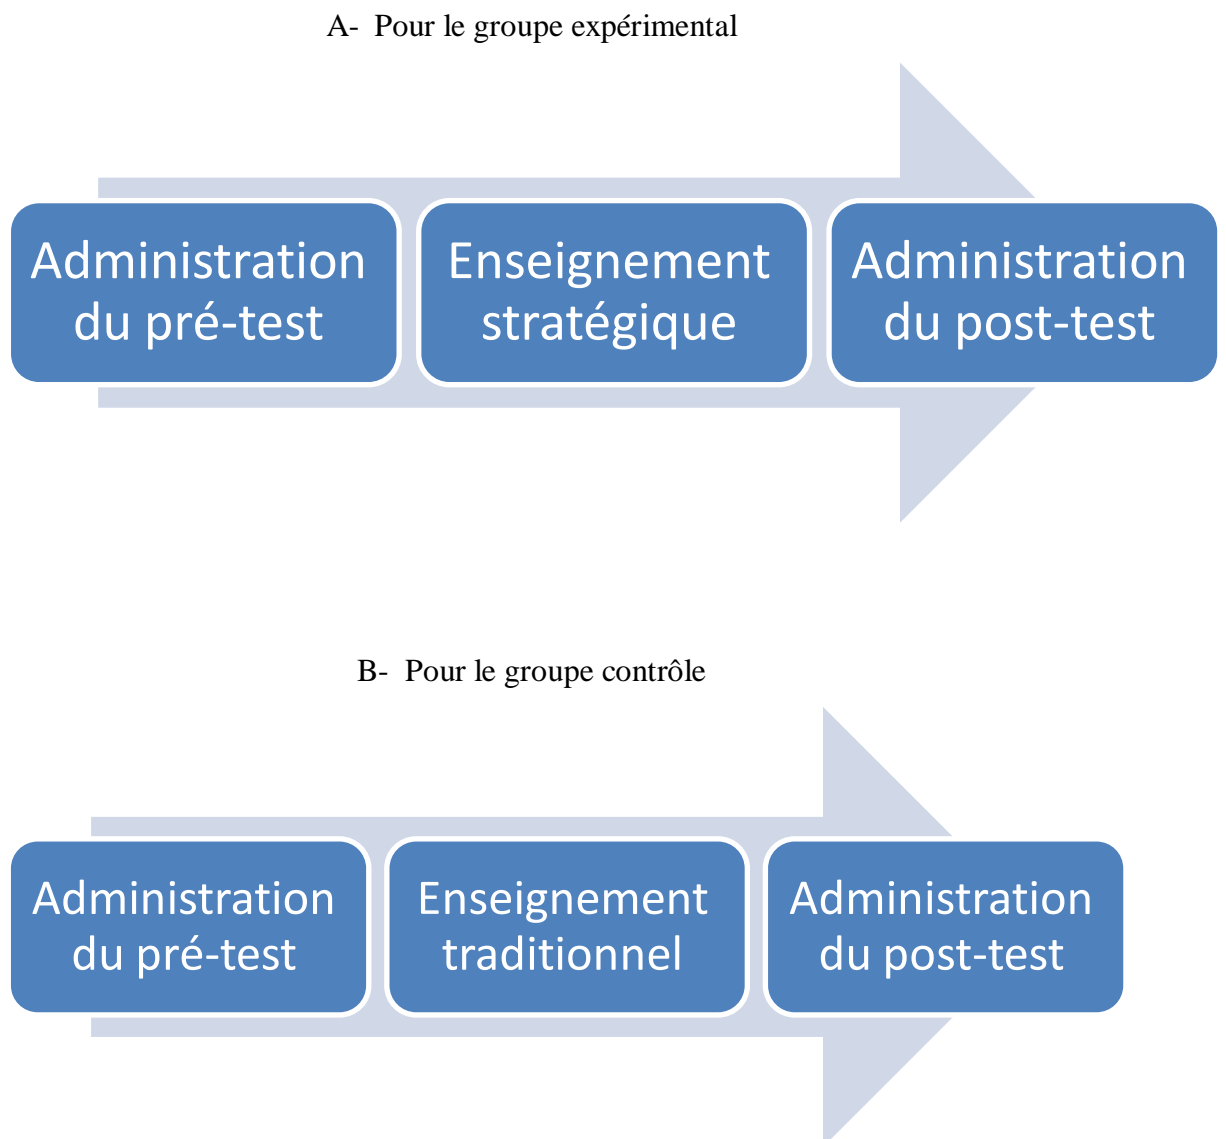 A- Pour le groupe expérimental
Administration
du pré-test
Enseignement
stratégique
Administration
du post-test
B- Pour le groupe contrôle
Administration
du pré-test
Enseignement
traditionnel
Administration
du post-test